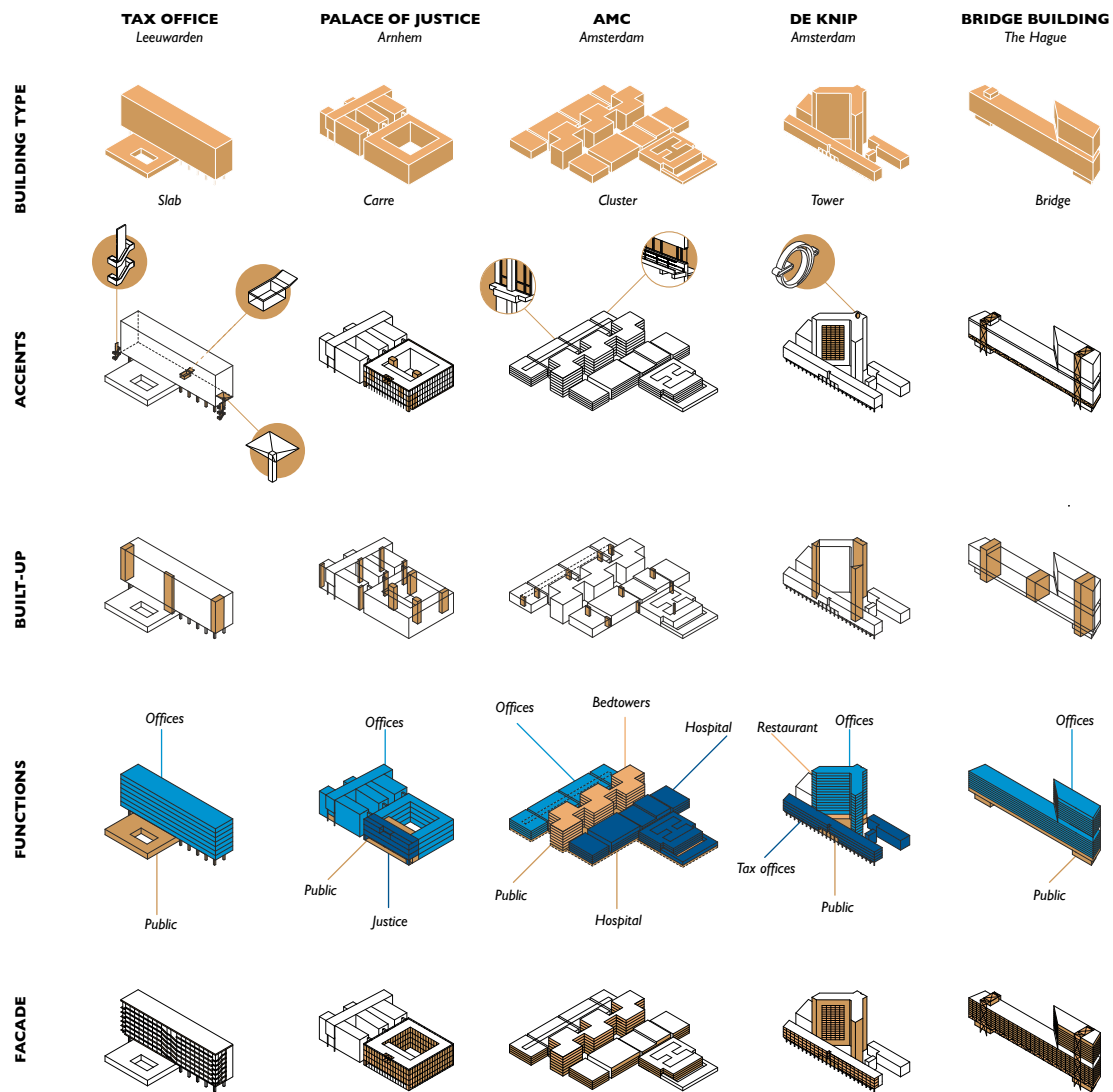 TAX OFFICE
Leeuwarden
PALACE OF JUSTICE
Arnhem
AMC
Amsterdam
DE KNIP
Amsterdam
BRIDGE BUILDING
The Hague
BUILDING TYPE
Slab
Carre
Cluster
Tower
Bridge
ACCENTS
BUILT-UP
FUNCTIONS
Offices
Public
Offices
Public
Justice
Offices
Bedtowers
Hospital
Public
Hospital
Restaurant
Offices
Tax offices
Public
Offices
Public
FACADE